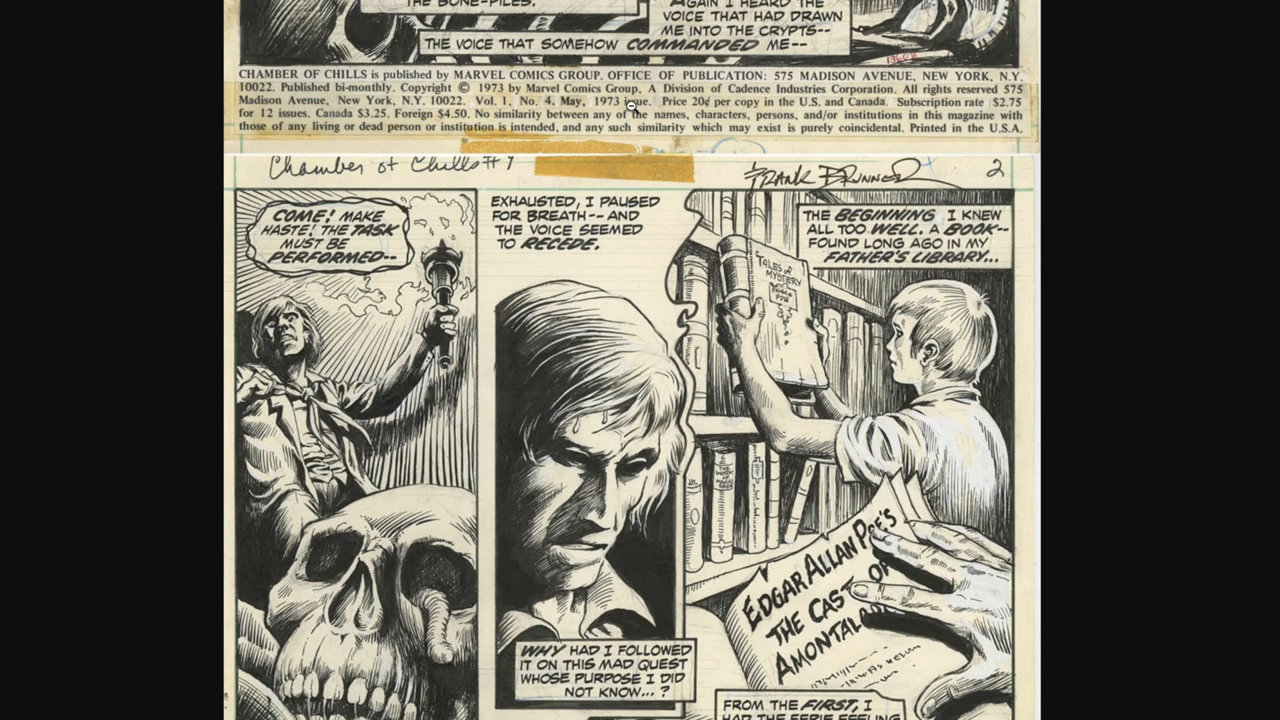 THE BONE-PILES.
AGAIN I HEARD THE
VOICE THAT HAD DRAWN
ME INTO THE CRYPTS--
THE VOICE THAT SOMEHOW COMMANDED ME--
CHAMBER OF CHILLS is published by MARVEL COMICS GROUP. OFFICE OF PUBLICATION: 575 MADISON AVENUE, NEW YORK, N.Y.
10022. Published bi-monthly. Copyright © 1973 by Marvel Comics Group, A Division of Cadence Industries Corporation. All rights reserved 575
Madison Avenue, New York, N.Y. 10022. Vol. 1, No. 4, May, 1973 issue. Price 20¢ per copy in the U.S. and Canada. Subscription rate $2.75
for 12 issues. Canada $3.25. Foreign $4.50. No similarity between any of the names, characters, persons, and/or institutions in this magazine with
those of any living or dead person or institution is intended, and any such similarity which may exist is purely coincidental. Printed in the U.S.A.
Chamber of Chills #
FRANK BRUNNER
2
COME! MAKE
HASTE! THE TASK
MUST BE
PERFORMED--
EXHAUSTED, I PAUSED
FOR BREATH--AND
THE VOICE SEEMED
TO RECEDE.
THE BEGINNING I KNEW
ALL TOO WELL. A BOOK--
FOUND LONG AGO IN MY
FATHER'S LIBRARY...
TALES of
MYSTERY
EDGAR ALLAN POE'S
THE CASK OF
AMONTALADO
WHY HAD I FOLLOWED
IT ON THIS MAD QUEST
WHOSE PURPOSE I DID
NOT KNOW...?
FROM THE FIRST, I
HAD THE EERIE FEELING